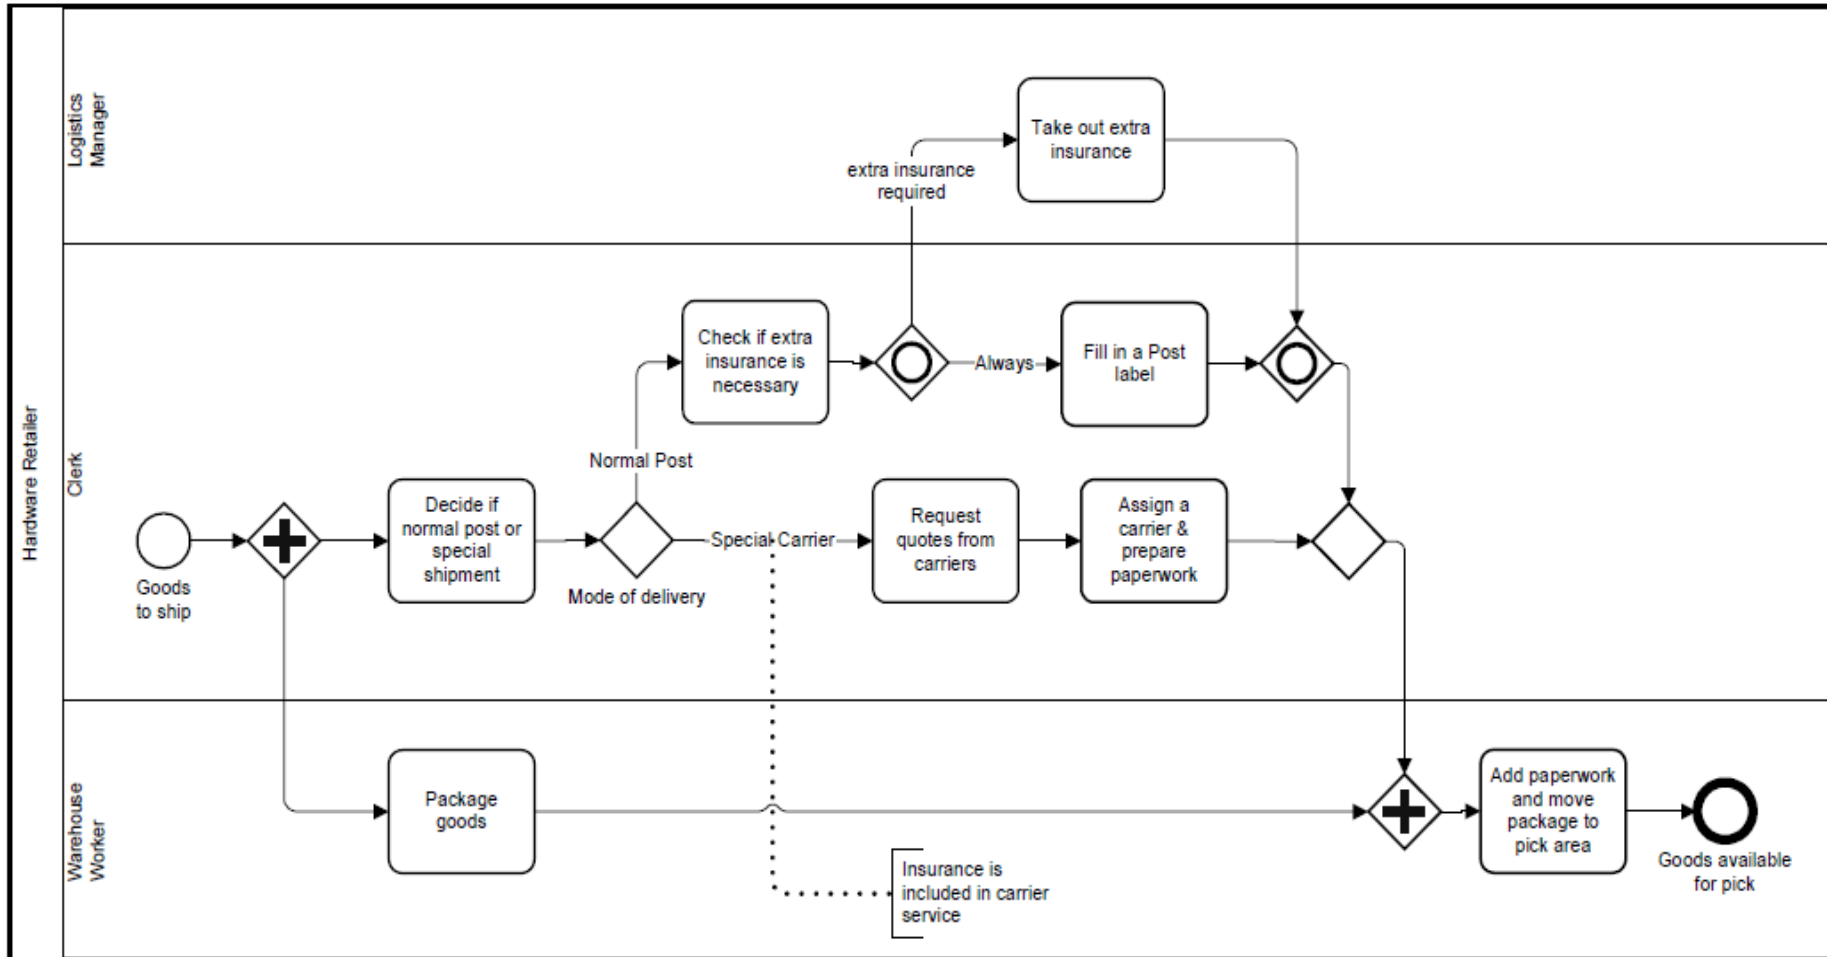 Hardware Retailer
Logistics
Manager
Take out extra
insurance
extra insurance
required
Clerk
Check if extra
insurance is
necessary
Always
Fill in a Post
label
Normal Post
Goods
to ship
Decide if
normal post or
special
shipment
Mode of delivery
Special Carrier
Request
quotes from
carriers
Assign a
carrier &
prepare
paperwork
Warehouse
Worker
Package
goods
Insurance is
included in carrier
service
Add paperwork
and move
package to
pick area
Goods available
for pick